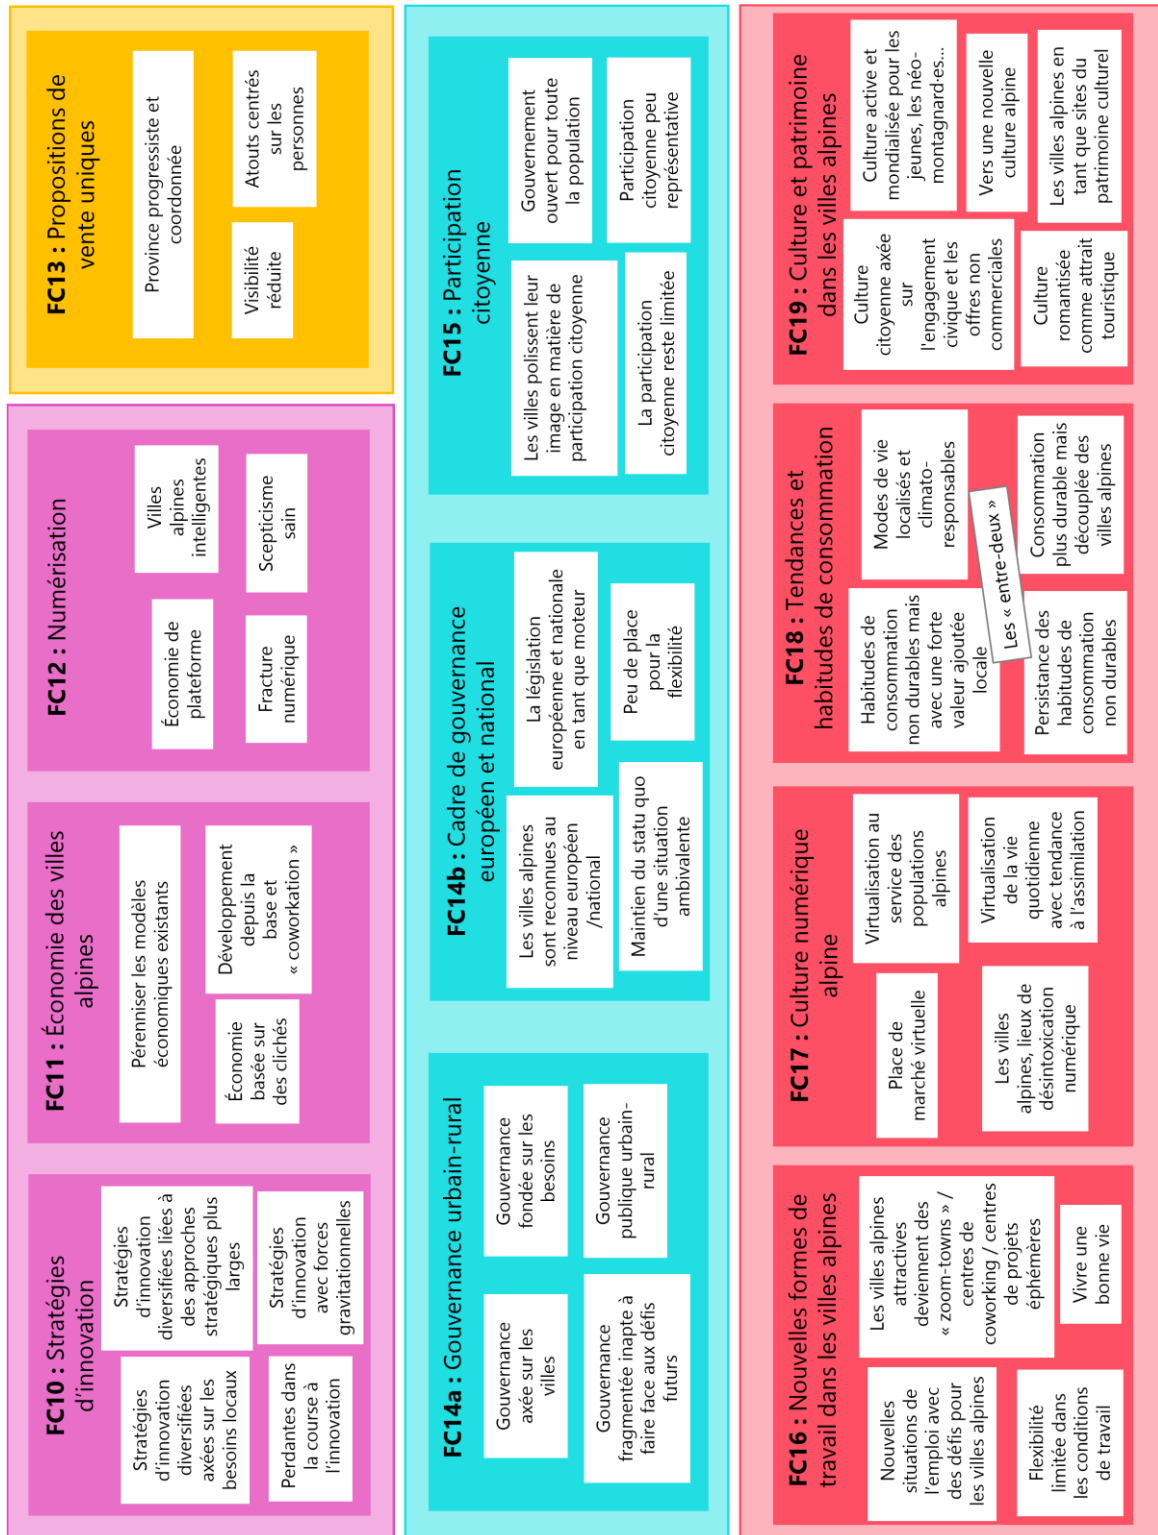 FC10 : Stratégies
d’innovation
Stratégies
d’innovation
diversifiées
axées sur les
besoins locaux
Stratégies
d’innovation
diversifiées liées à
des approches
stratégiques plus
larges
Perdantes dans
la course à
l’innovation
Stratégies
d’innovation
avec forces
gravitationnelles
FC11 : Économie des villes
alpines
Pérenniser les modèles
économiques existants
Économie
basée sur
des clichés
Développement
depuis la
base et
« coworkation »
FC12 : Numérisation
Économie de
plateforme
Villes
alpines
intelligentes
Fracture
numérique
Scepticisme
sain
FC13 : Propositions de
vente uniques
Province progressiste et
coordonnée
Visibilité
réduite
Atouts centrés
sur les
personnes
FC14a : Gouvernance urbain-rural
Gouvernance
axée sur les
villes
Gouvernance
fondée sur les
besoins
Gouvernance
fragmentée inapte à
faire face aux défis
futurs
Gouvernance
publique urbain-
rural
FC14b : Cadre de gouvernance
européen et national
Les villes alpines
sont reconnues au
niveau européen
/national
La législation
européenne et nationale
en tant que moteur
Maintien du statu quo
d’une situation
ambivalente
Peu de place
pour la
flexibilité
FC15 : Participation
citoyenne
Les villes polissent leur
image en matière de
participation citoyenne
Gouvernement
ouvert pour toute
la population
La participation
citoyenne reste limitée
Participation
citoyenne peu
représentative
FC16 : Nouvelles formes de
travail dans les villes alpines
Nouvelles
situations de
l’emploi avec
des défis pour
les villes alpines
Les villes alpines
attractives
deviennent des
« zoom-towns » /
centres de
coworking / centres
de projets
éphémères
Flexibilité
limitée dans
les conditions
de travail
Vivre une
bonne vie
FC17 : Culture numérique
alpine
Place de
marché virtuelle
Virtualisation au
service des
populations
alpines
Les villes
alpines, lieux de
désintoxication
numérique
Virtualisation
de la vie
quotidienne
avec tendance
à l’assimilation
FC18 : Tendances et
habitudes de consommation
Habitudes de
consommation
non durables mais
avec une forte
valeur ajoutée
locale
Modes de vie
localisés et
climato-
responsables
Les « entre-deux »
Persistance des
habitudes de
consommation
non durables
Consommation
plus durable mais
découplée des
villes alpines
FC19 : Culture et patrimoine
dans les villes alpines
Culture
citoyenne axée
sur
l'engagement
civique et les
offres non
commerciales
Culture active et
mondialisée pour les
jeunes, les néo-
montagnard·es...
Vers une nouvelle
culture alpine
Culture
romantisée
comme attrait
touristique
Les villes alpines en
tant que sites du
patrimoine culturel